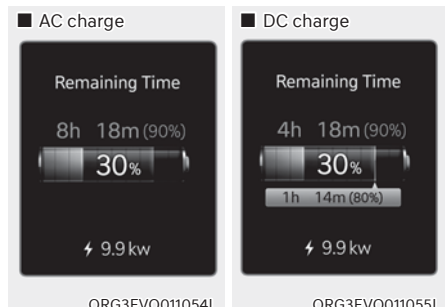 ■ AC charge
Remaining Time
8h 18m (90%)
30%
9.9 kw
ORG3EVQ011054L
■ DC charge
Remaining Time
4h 18m (90%)
30%
1h 14m (80%)
9.9 kw
ORG3EVQ011055L